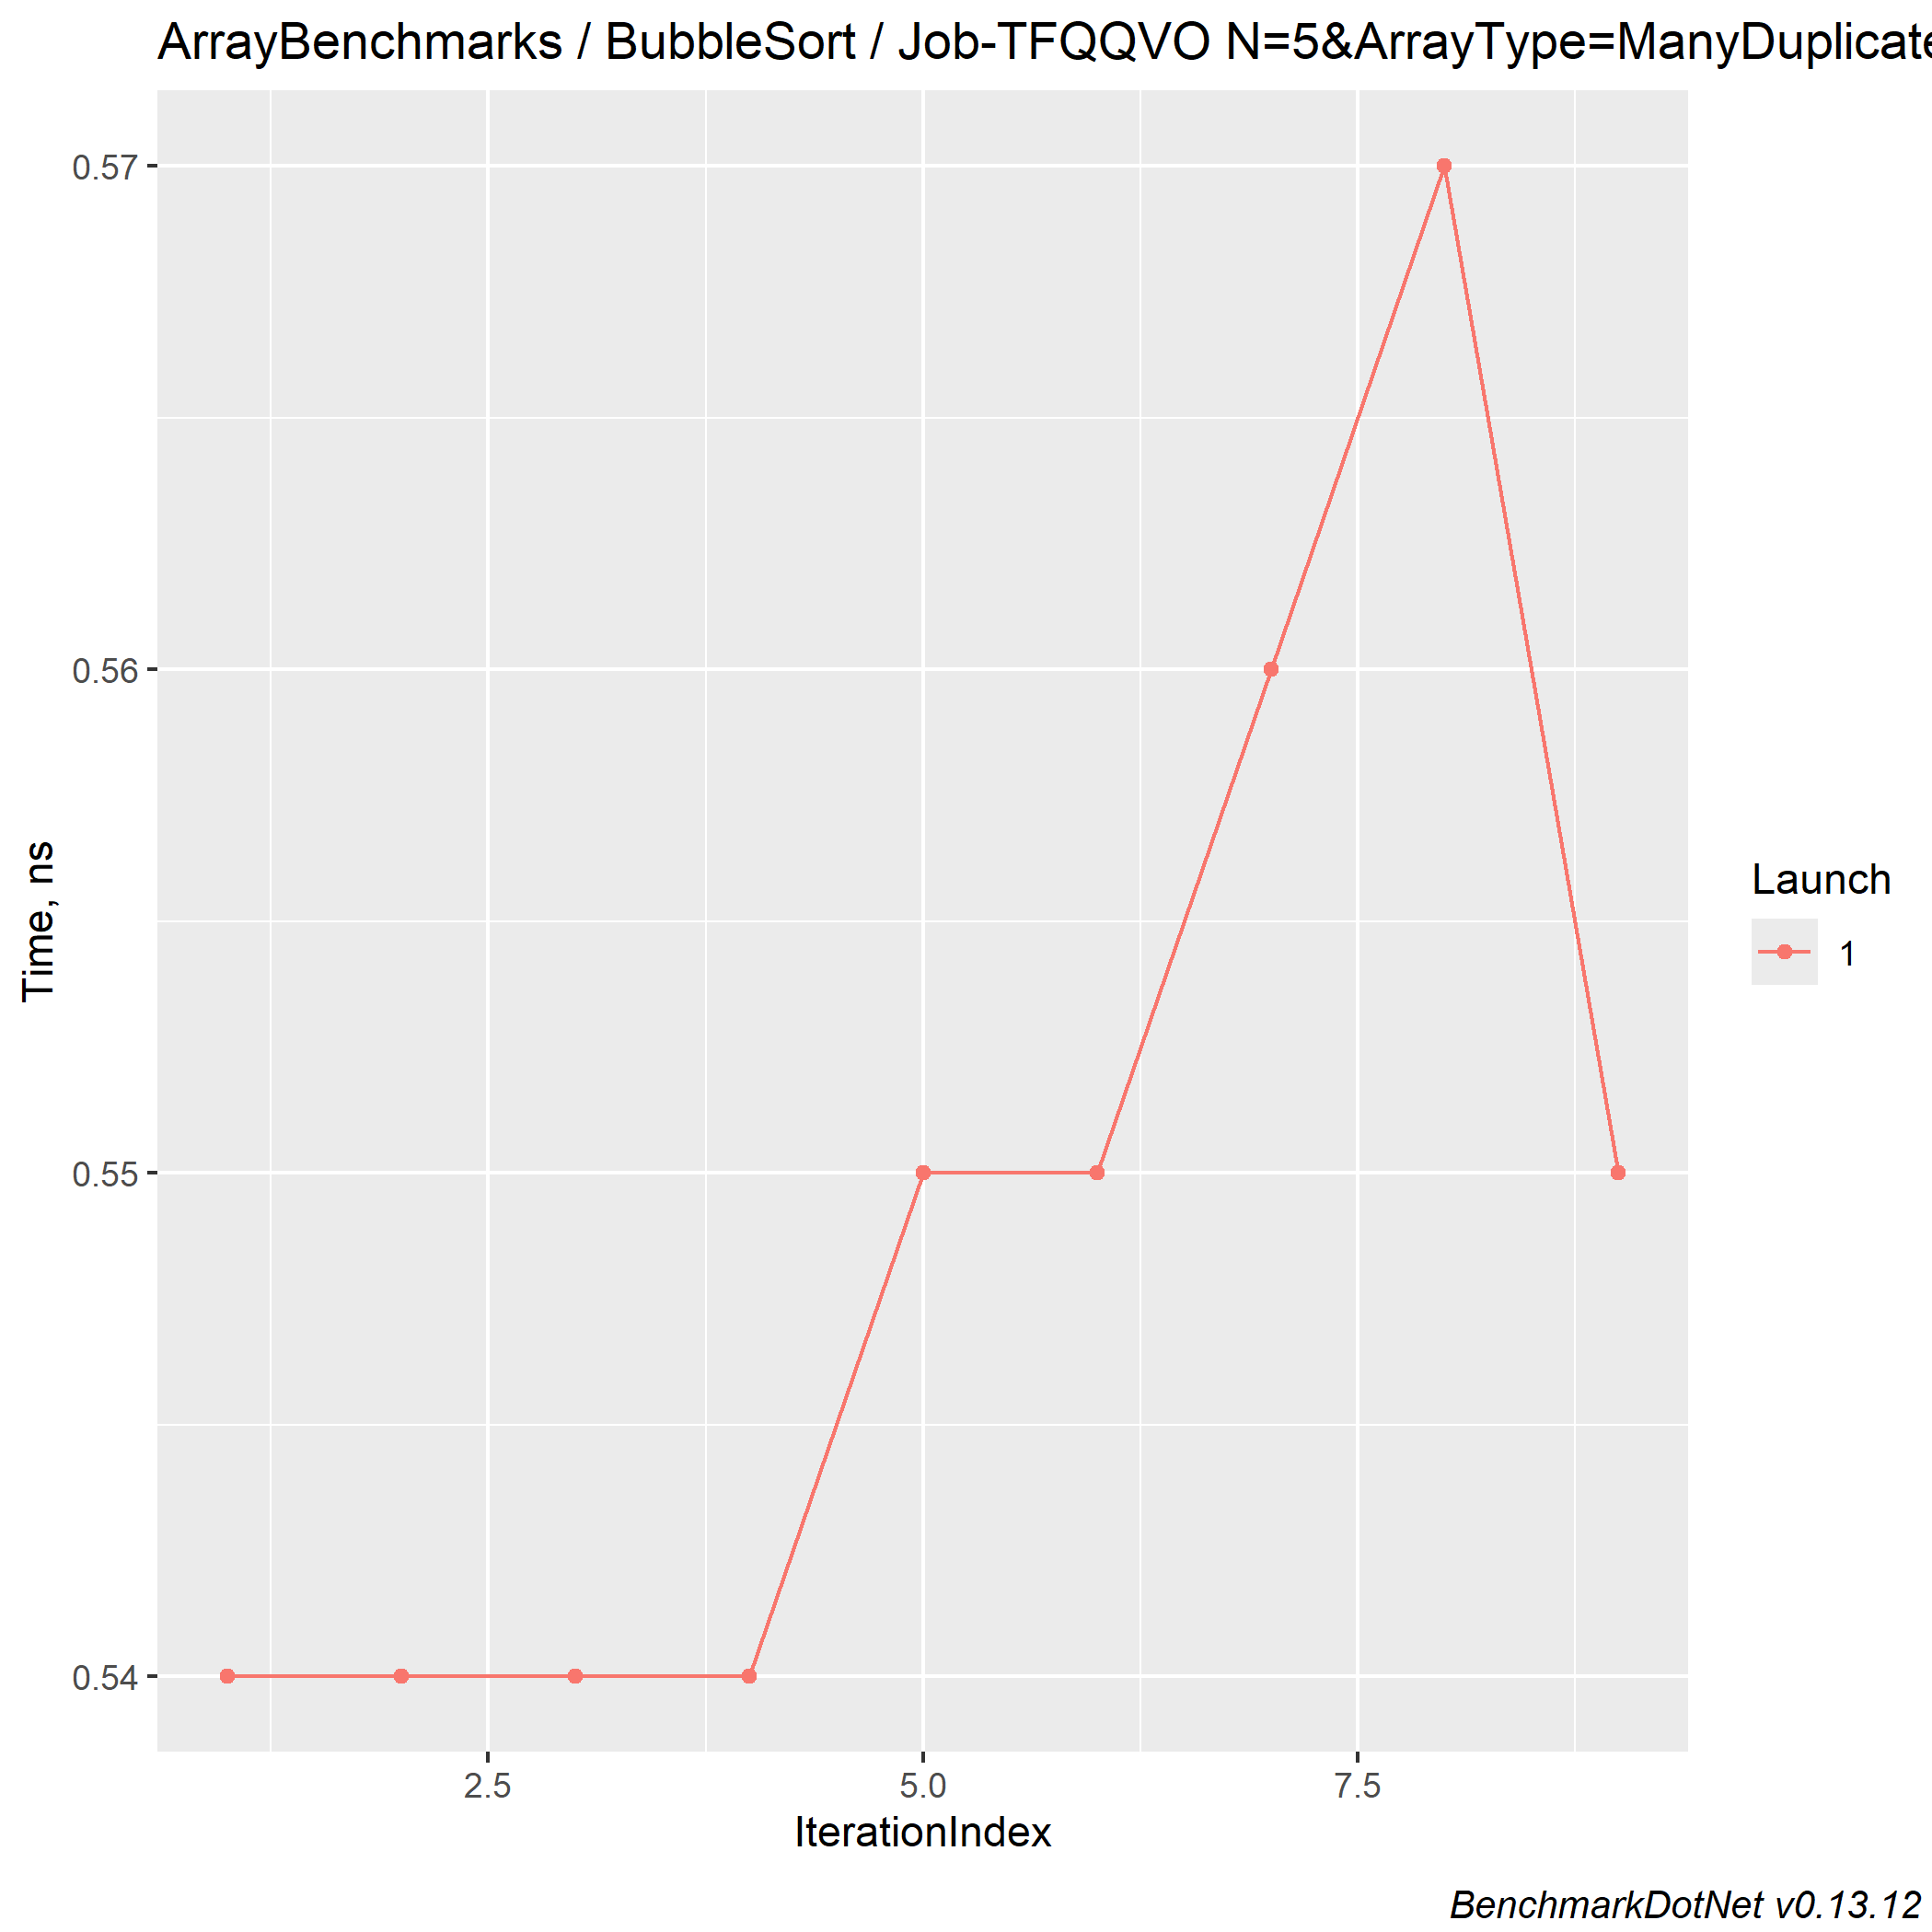 ArrayBenchmarks / BubbleSort / Job-TFQQVO N=5&ArrayType=ManyDuplicate
0.57
0.56
0.55
0.54
Time, ns
2.5 5.0 7.5
IterationIndex
Launch
1
BenchmarkDotNet v0.13.12